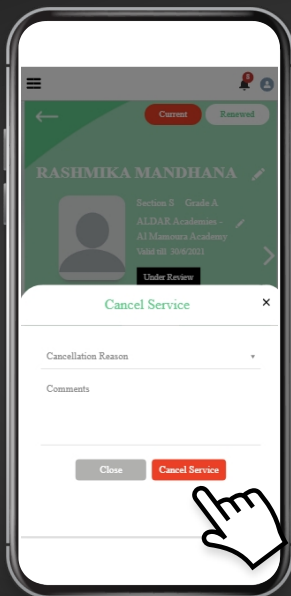 8
Current
Renewed
RASHMIKA MANDHANA
Section S Grade A
ALDAR Academies -
Al Mamoura Academy
Valid till 30/6/2021
Under Review
Cancel Service
×
Cancellation Reason
Comments
Close
Cancel Service